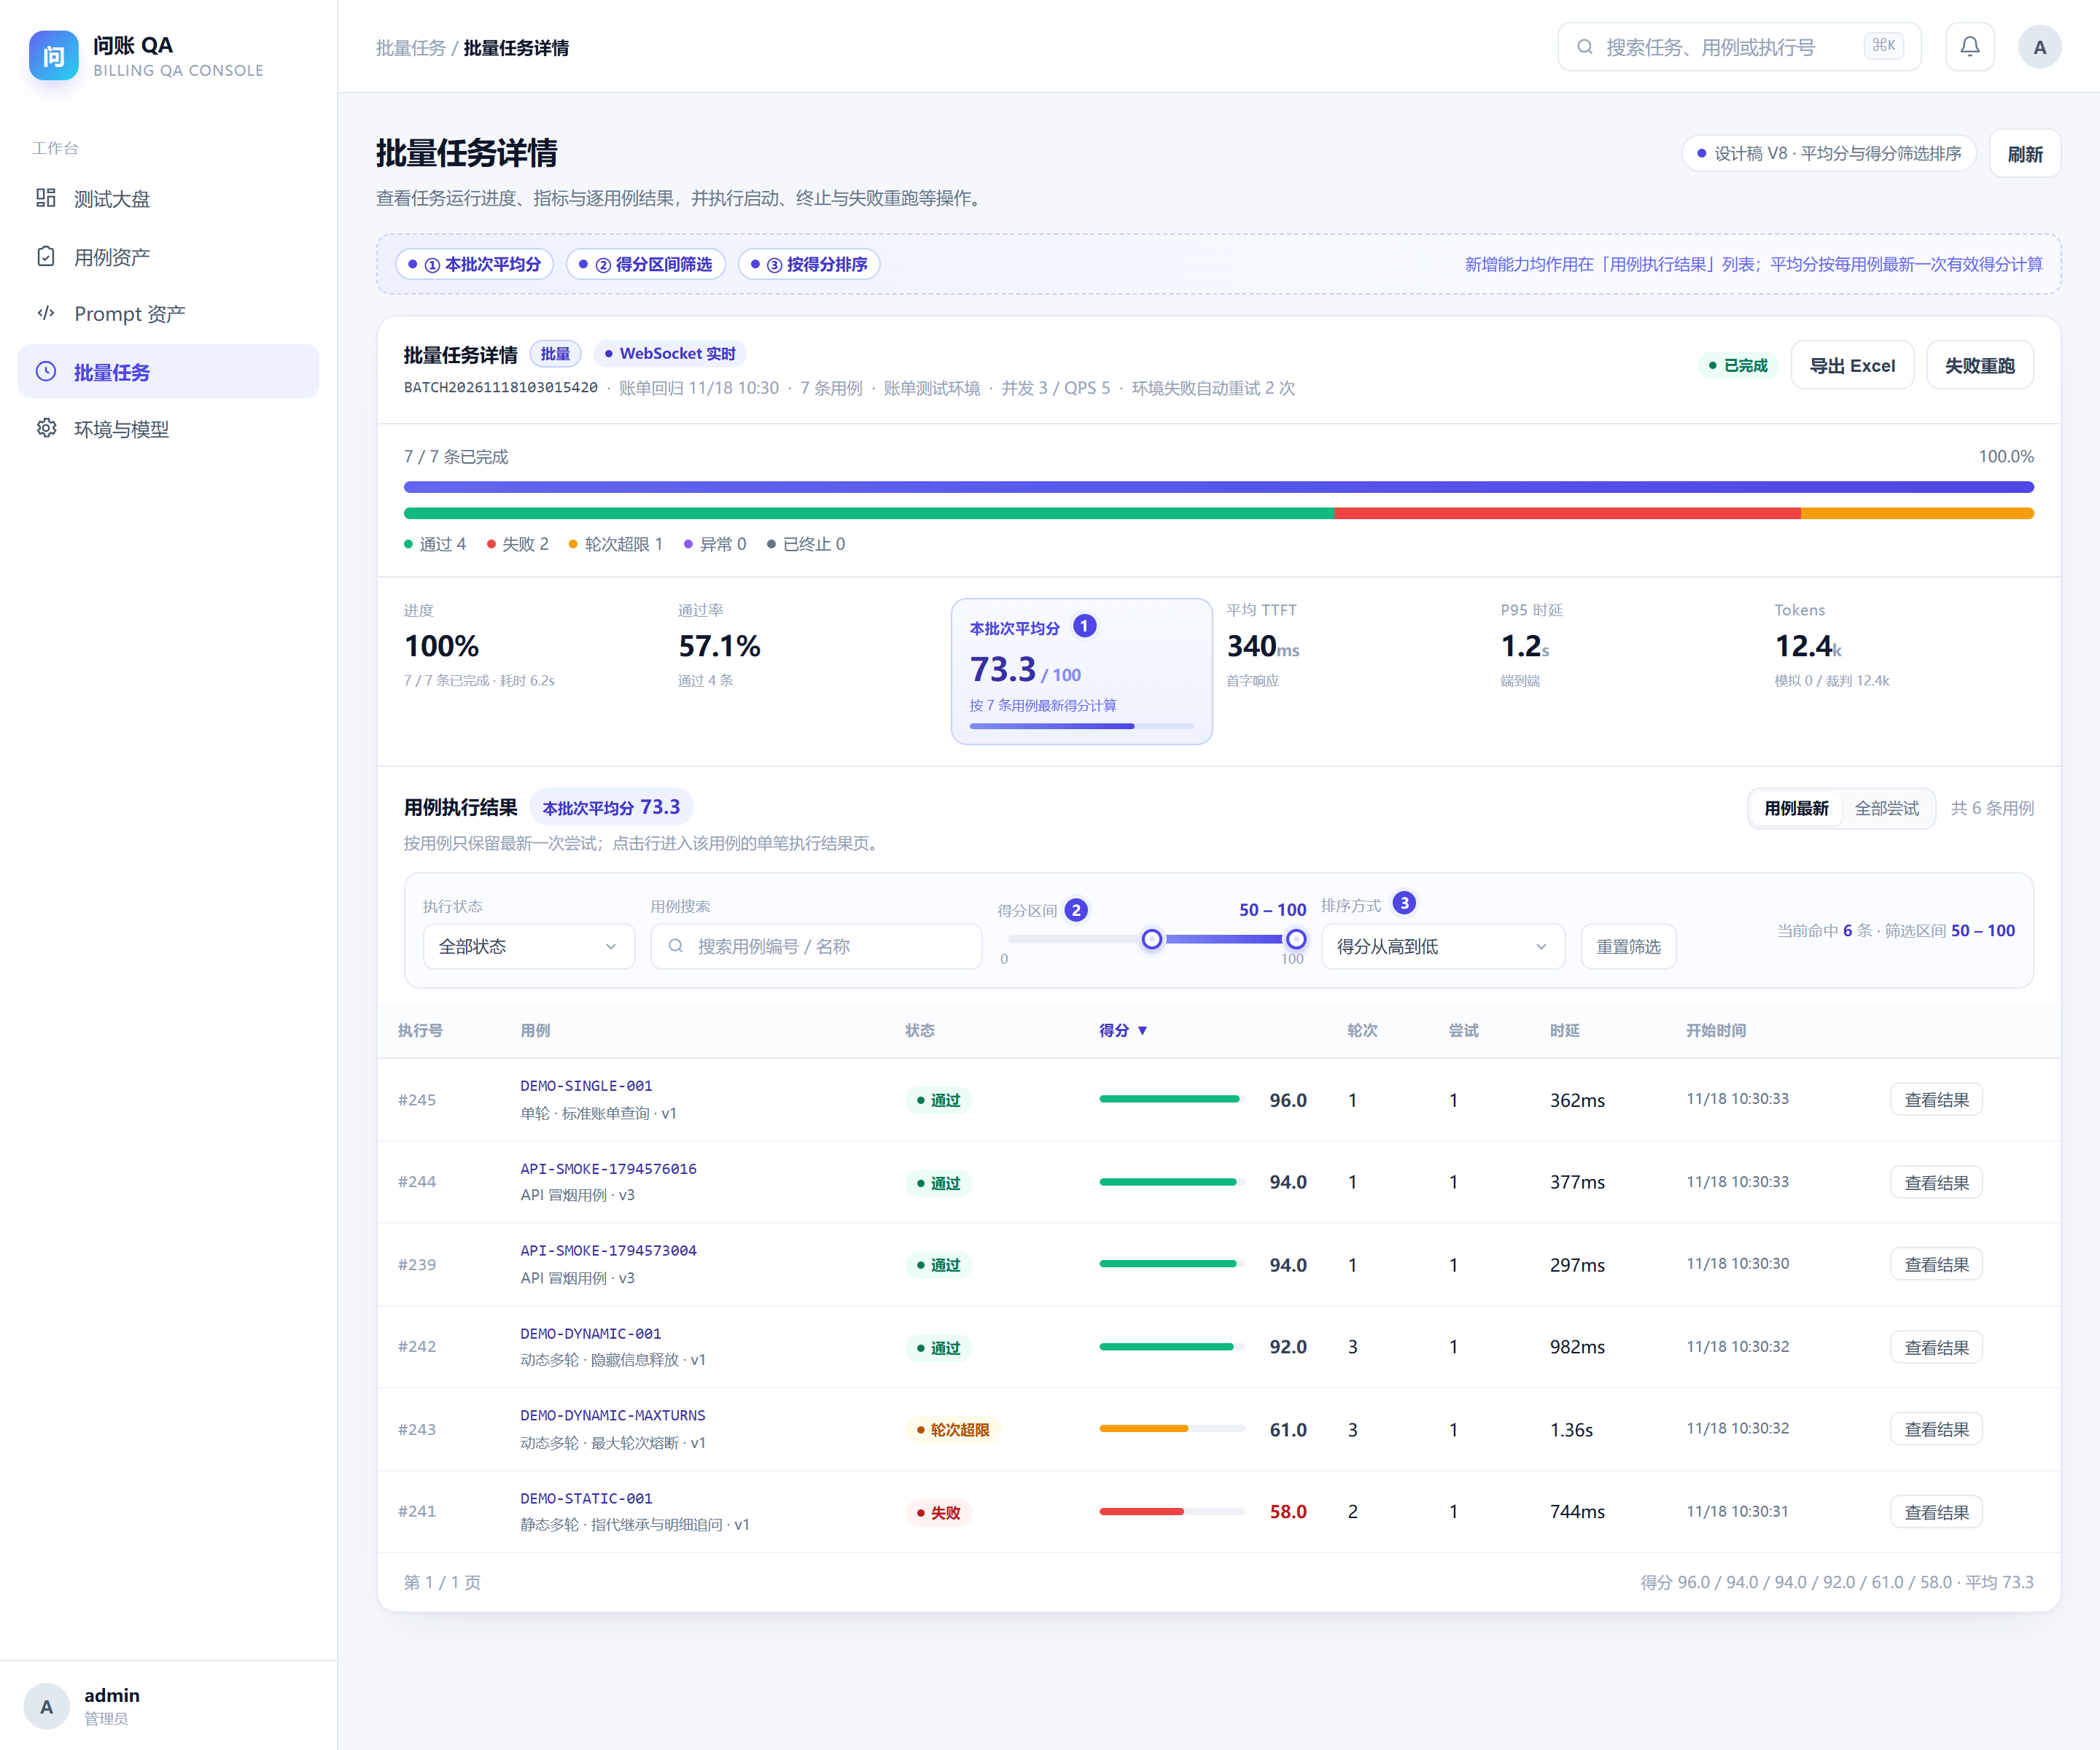 问
问账 QA
BILLING QA CONSOLE
工作台
测试大盘
用例资产
Prompt 资产
批量任务
环境与模型
A
admin
管理员
批量任务 / 批量任务详情
搜索任务、用例或执行号
⌘K
A
批量任务详情
查看任务运行进度、指标与逐用例结果，并执行启动、终止与失败重跑等操作。
设计稿 V8 · 平均分与得分筛选排序
刷新
① 本批次平均分
② 得分区间筛选
③ 按得分排序
新增能力均作用在「用例执行结果」列表；平均分按每用例最新一次有效得分计算
批量任务详情
批量
WebSocket 实时
BATCH20261118103015420 · 账单回归 11/18 10:30 · 7 条用例 · 账单测试环境 · 并发 3 / QPS 5 · 环境失败自动重试 2 次
已完成
导出 Excel
失败重跑
7 / 7 条已完成
100.0%
通过 4
失败 2
轮次超限 1
异常 0
已终止 0
进度
100%
7 / 7 条已完成 · 耗时 6.2s
通过率
57.1%
通过 4 条
本批次平均分 1
73.3 / 100
按 7 条用例最新得分计算
平均 TTFT
340ms
首字响应
P95 时延
1.2s
端到端
Tokens
12.4k
模拟 0 / 裁判 12.4k
用例执行结果
本批次平均分 73.3
按用例只保留最新一次尝试；点击行进入该用例的单笔执行结果页。
用例最新
全部尝试
共 6 条用例
执行状态
全部状态
用例搜索
搜索用例编号 / 名称
得分区间 2
50 – 100
0
100
排序方式 3
得分从高到低
重置筛选
当前命中 6 条 · 筛选区间 50 – 100
执行号 用例 状态 得分 ▼ 轮次 尝试 时延 开始时间
#245
DEMO-SINGLE-001
单轮 · 标准账单查询 · v1
通过
96.0
1
1
362ms
11/18 10:30:33
查看结果
#244
API-SMOKE-1794576016
API 冒烟用例 · v3
通过
94.0
1
1
377ms
11/18 10:30:33
查看结果
#239
API-SMOKE-1794573004
API 冒烟用例 · v3
通过
94.0
1
1
297ms
11/18 10:30:30
查看结果
#242
DEMO-DYNAMIC-001
动态多轮 · 隐藏信息释放 · v1
通过
92.0
3
1
982ms
11/18 10:30:32
查看结果
#243
DEMO-DYNAMIC-MAXTURNS
动态多轮 · 最大轮次熔断 · v1
轮次超限
61.0
3
1
1.36s
11/18 10:30:32
查看结果
#241
DEMO-STATIC-001
静态多轮 · 指代继承与明细追问 · v1
失败
58.0
2
1
744ms
11/18 10:30:31
查看结果
第 1 / 1 页
得分 96.0 / 94.0 / 94.0 / 92.0 / 61.0 / 58.0 · 平均 73.3